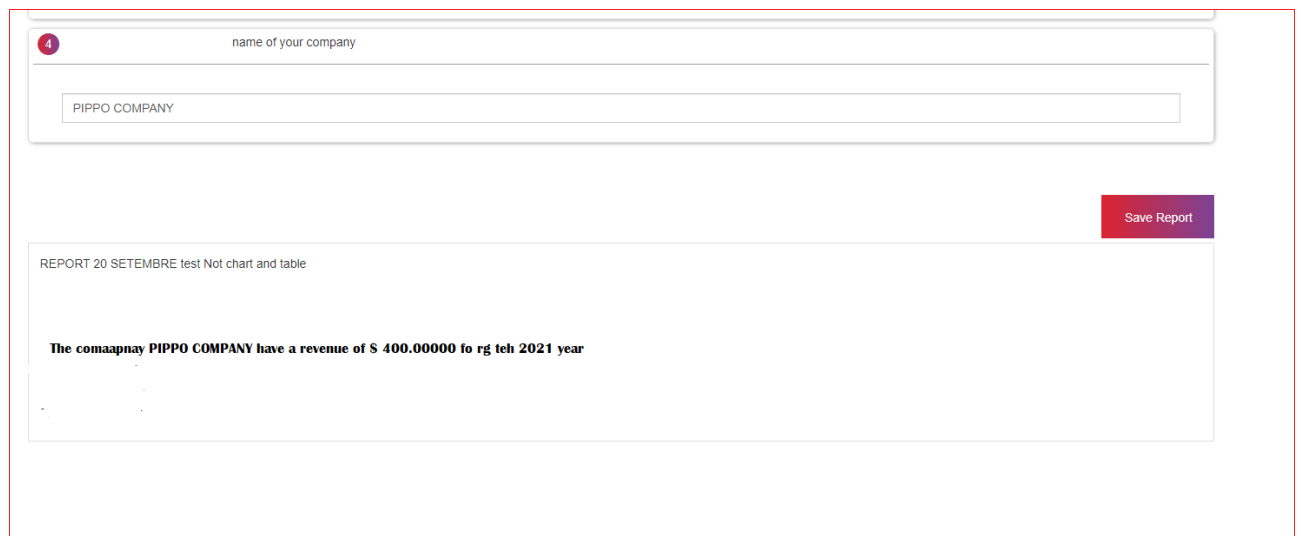 4
name of your company
PIPPO COMPANY
Save Report
REPORT 20 SETEMBRE test Not chart and table
The comaapnay PIPPO COMPANY have a revenue of $ 400.00000 fo rg teh 2021 year